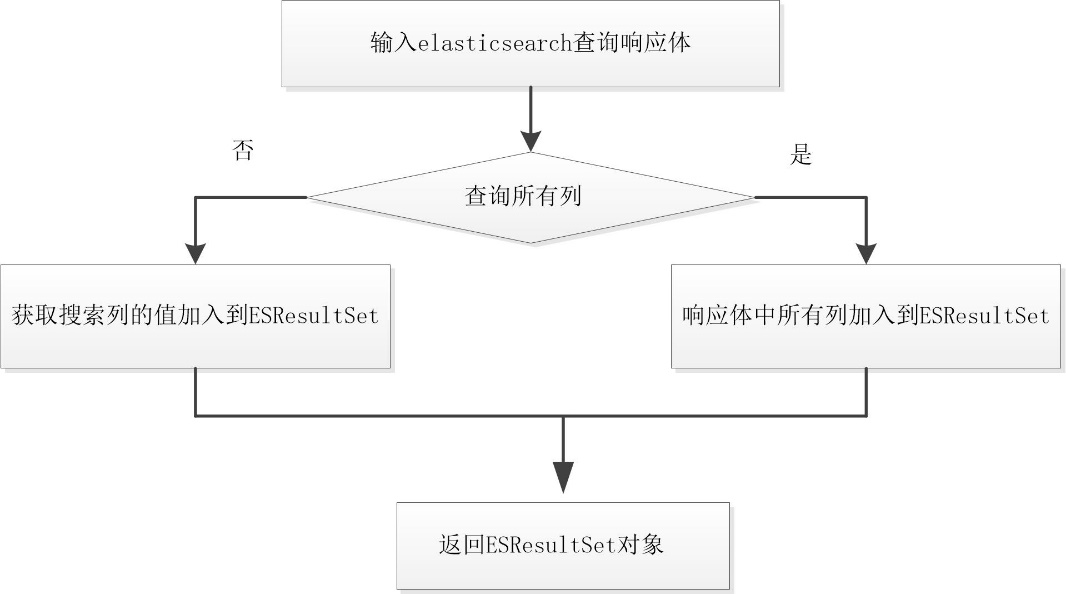 输入elasticsearch查询响应体
否
是
查询所有列
获取搜索列的值加入到ESResultSet
响应体中所有列加入到ESResultSet
返回ESResultSet对象